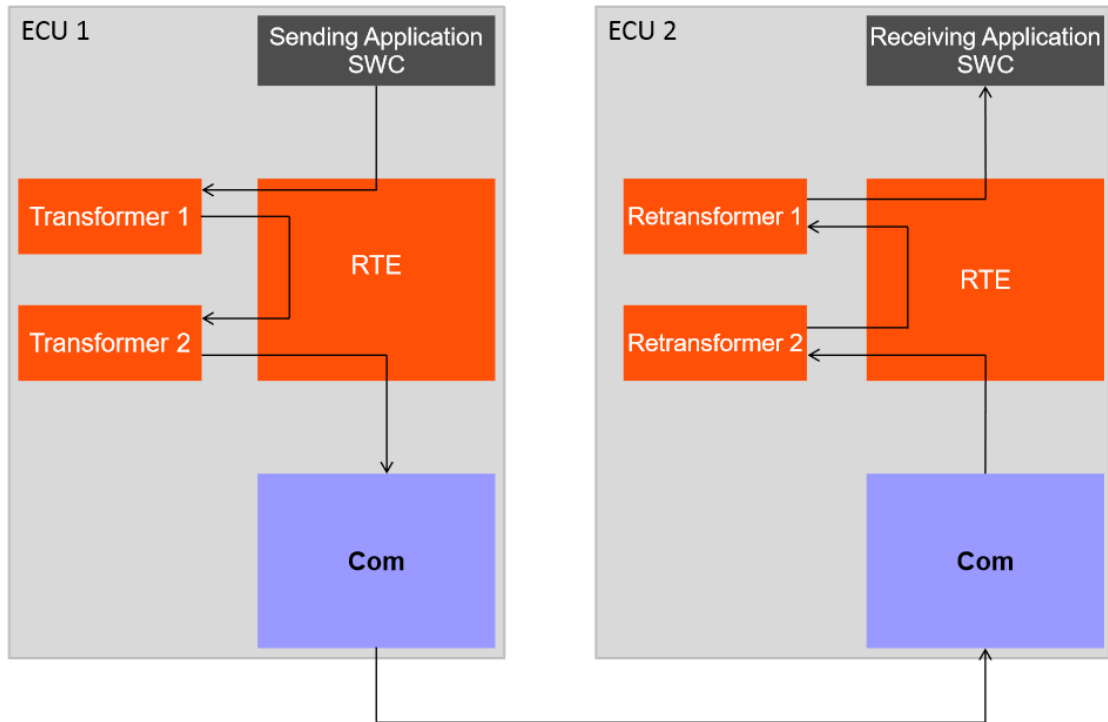 ECU 1
Sending Application
SWC
Transformer 1
RTE
Transformer 2
Com
ECU 2
Receiving Application
SWC
Retransformer 1
RTE
Retransformer 2
Com